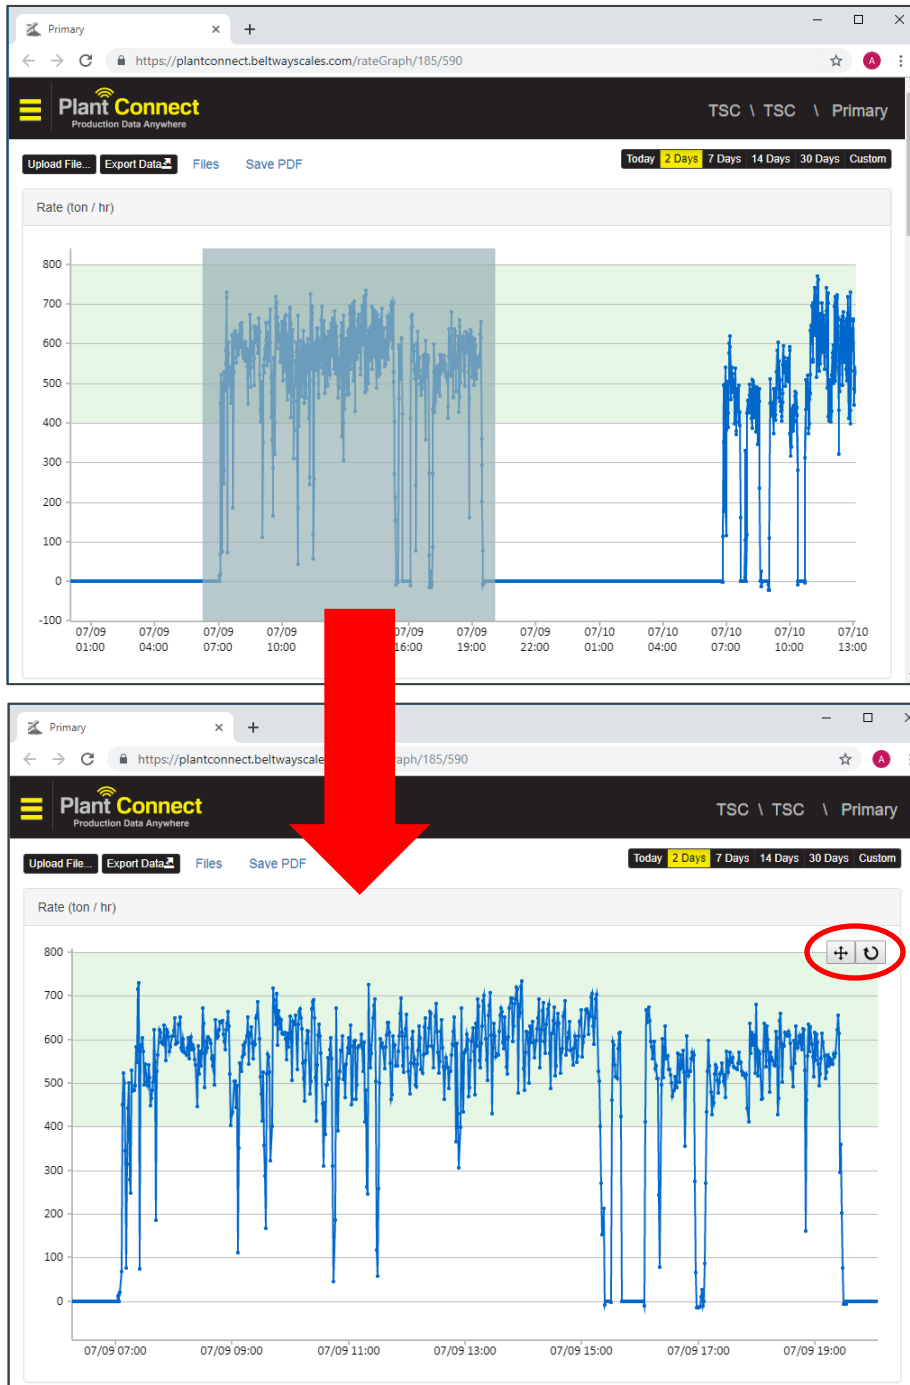 Primary
https://plantconnect.beltwayscales.com/rateGraph/185/590
A
Plant Connect
Production Data Anywhere
TSC \ TSC \ Primary
Upload File... Export Data Files Save PDF
Today 2 Days 7 Days 14 Days 30 Days Custom
Rate (ton / hr)
800
700
600
500
400
300
200
100
0
-100
07/09 07/09 07/09 07/09 07/09 07/09 07/09 07/10 07/10 07/10 07/10 07/10
01:00 04:00 07:00 10:00 16:00 19:00 22:00 01:00 04:00 07:00 10:00 13:00
Primary
https://plantconnect.beltwayscale aph/185/590
A
Plant Connect
Production Data Anywhere
TSC \ TSC \ Primary
Upload File... Export Data Files Save PDF
Today 2 Days 7 Days 14 Days 30 Days Custom
Rate (ton / hr)
800
700
600
500
400
300
200
100
0
07/09 07:00 07/09 09:00 07/09 11:00 07/09 13:00 07/09 15:00 07/09 17:00 07/09 19:00